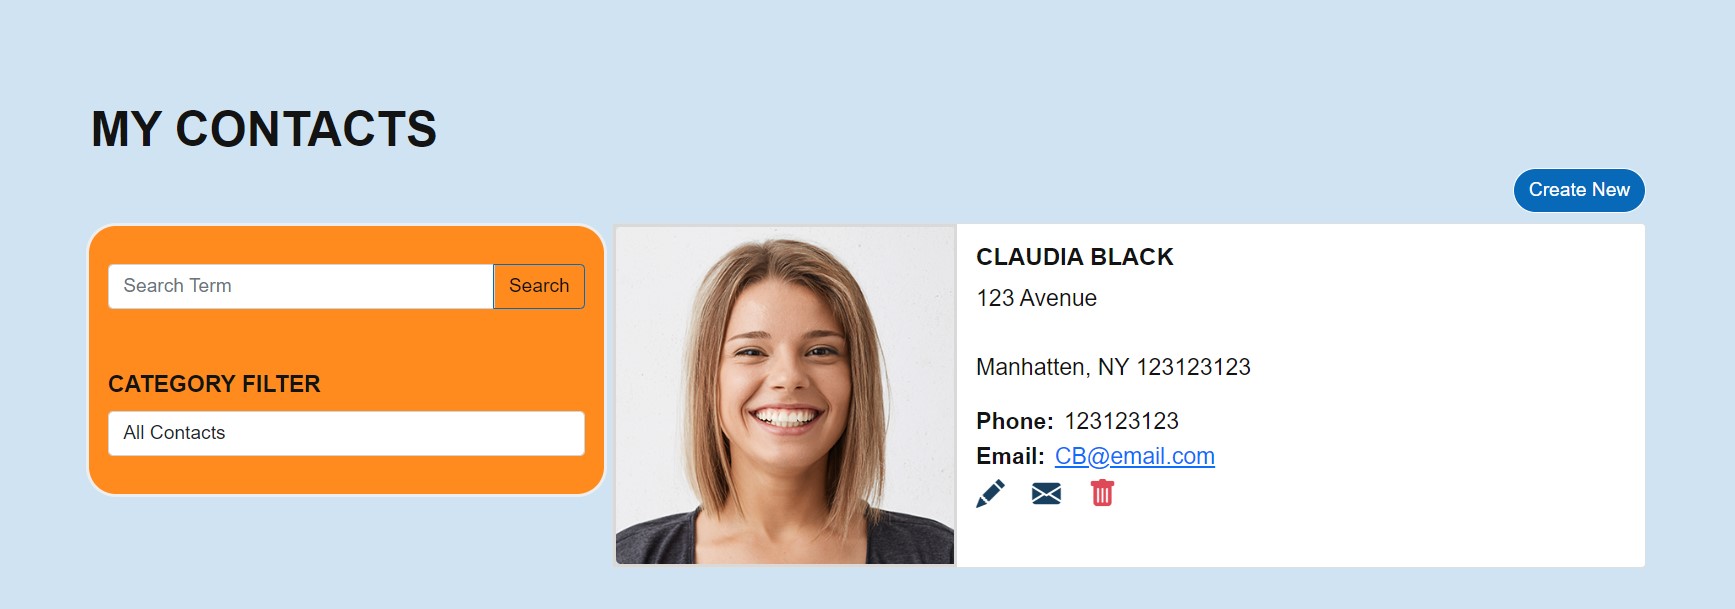 MY CONTACTS
Create New
Search Term
Search
CATEGORY FILTER
All Contacts
CLAUDIA BLACK
123 Avenue
Manhatten, NY 123123123
Phone: 123123123
Email: CB@email.com